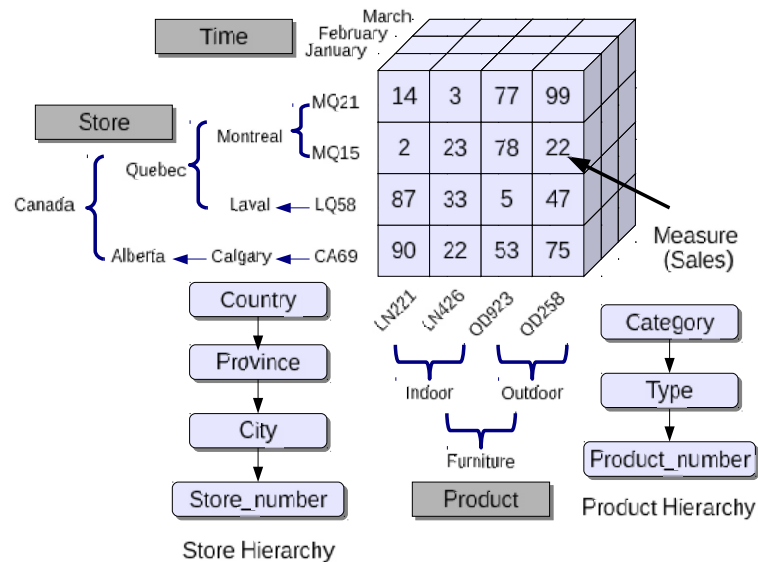 March
February
January
Time
MQ21
14 3 77 99
Store
Montreal
MQ15
2 23 78 22
Quebec
Canada
Laval
LQ58
87 33 5 47
Measure
(Sales)
Alberta
Calgary
CA69
90 22 53 75
LN221
LN426
OD923
OD258
Country
Province
City
Store_number
Store Hierarchy
Indoor
Outdoor
Furniture
Product
Category
Type
Product_number
Product Hierarchy